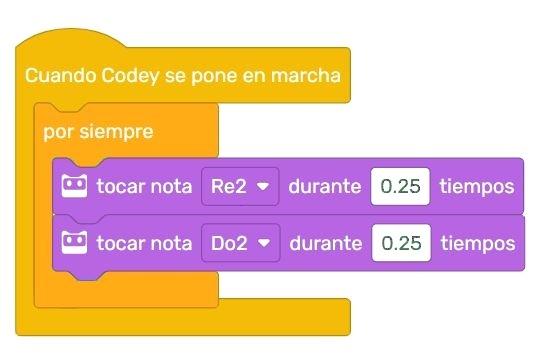 Cuando Codey se pone en marcha
por siempre
tocar nota Re2 durante 0.25 tiempos
tocar nota Do2 durante 0.25 tiempos